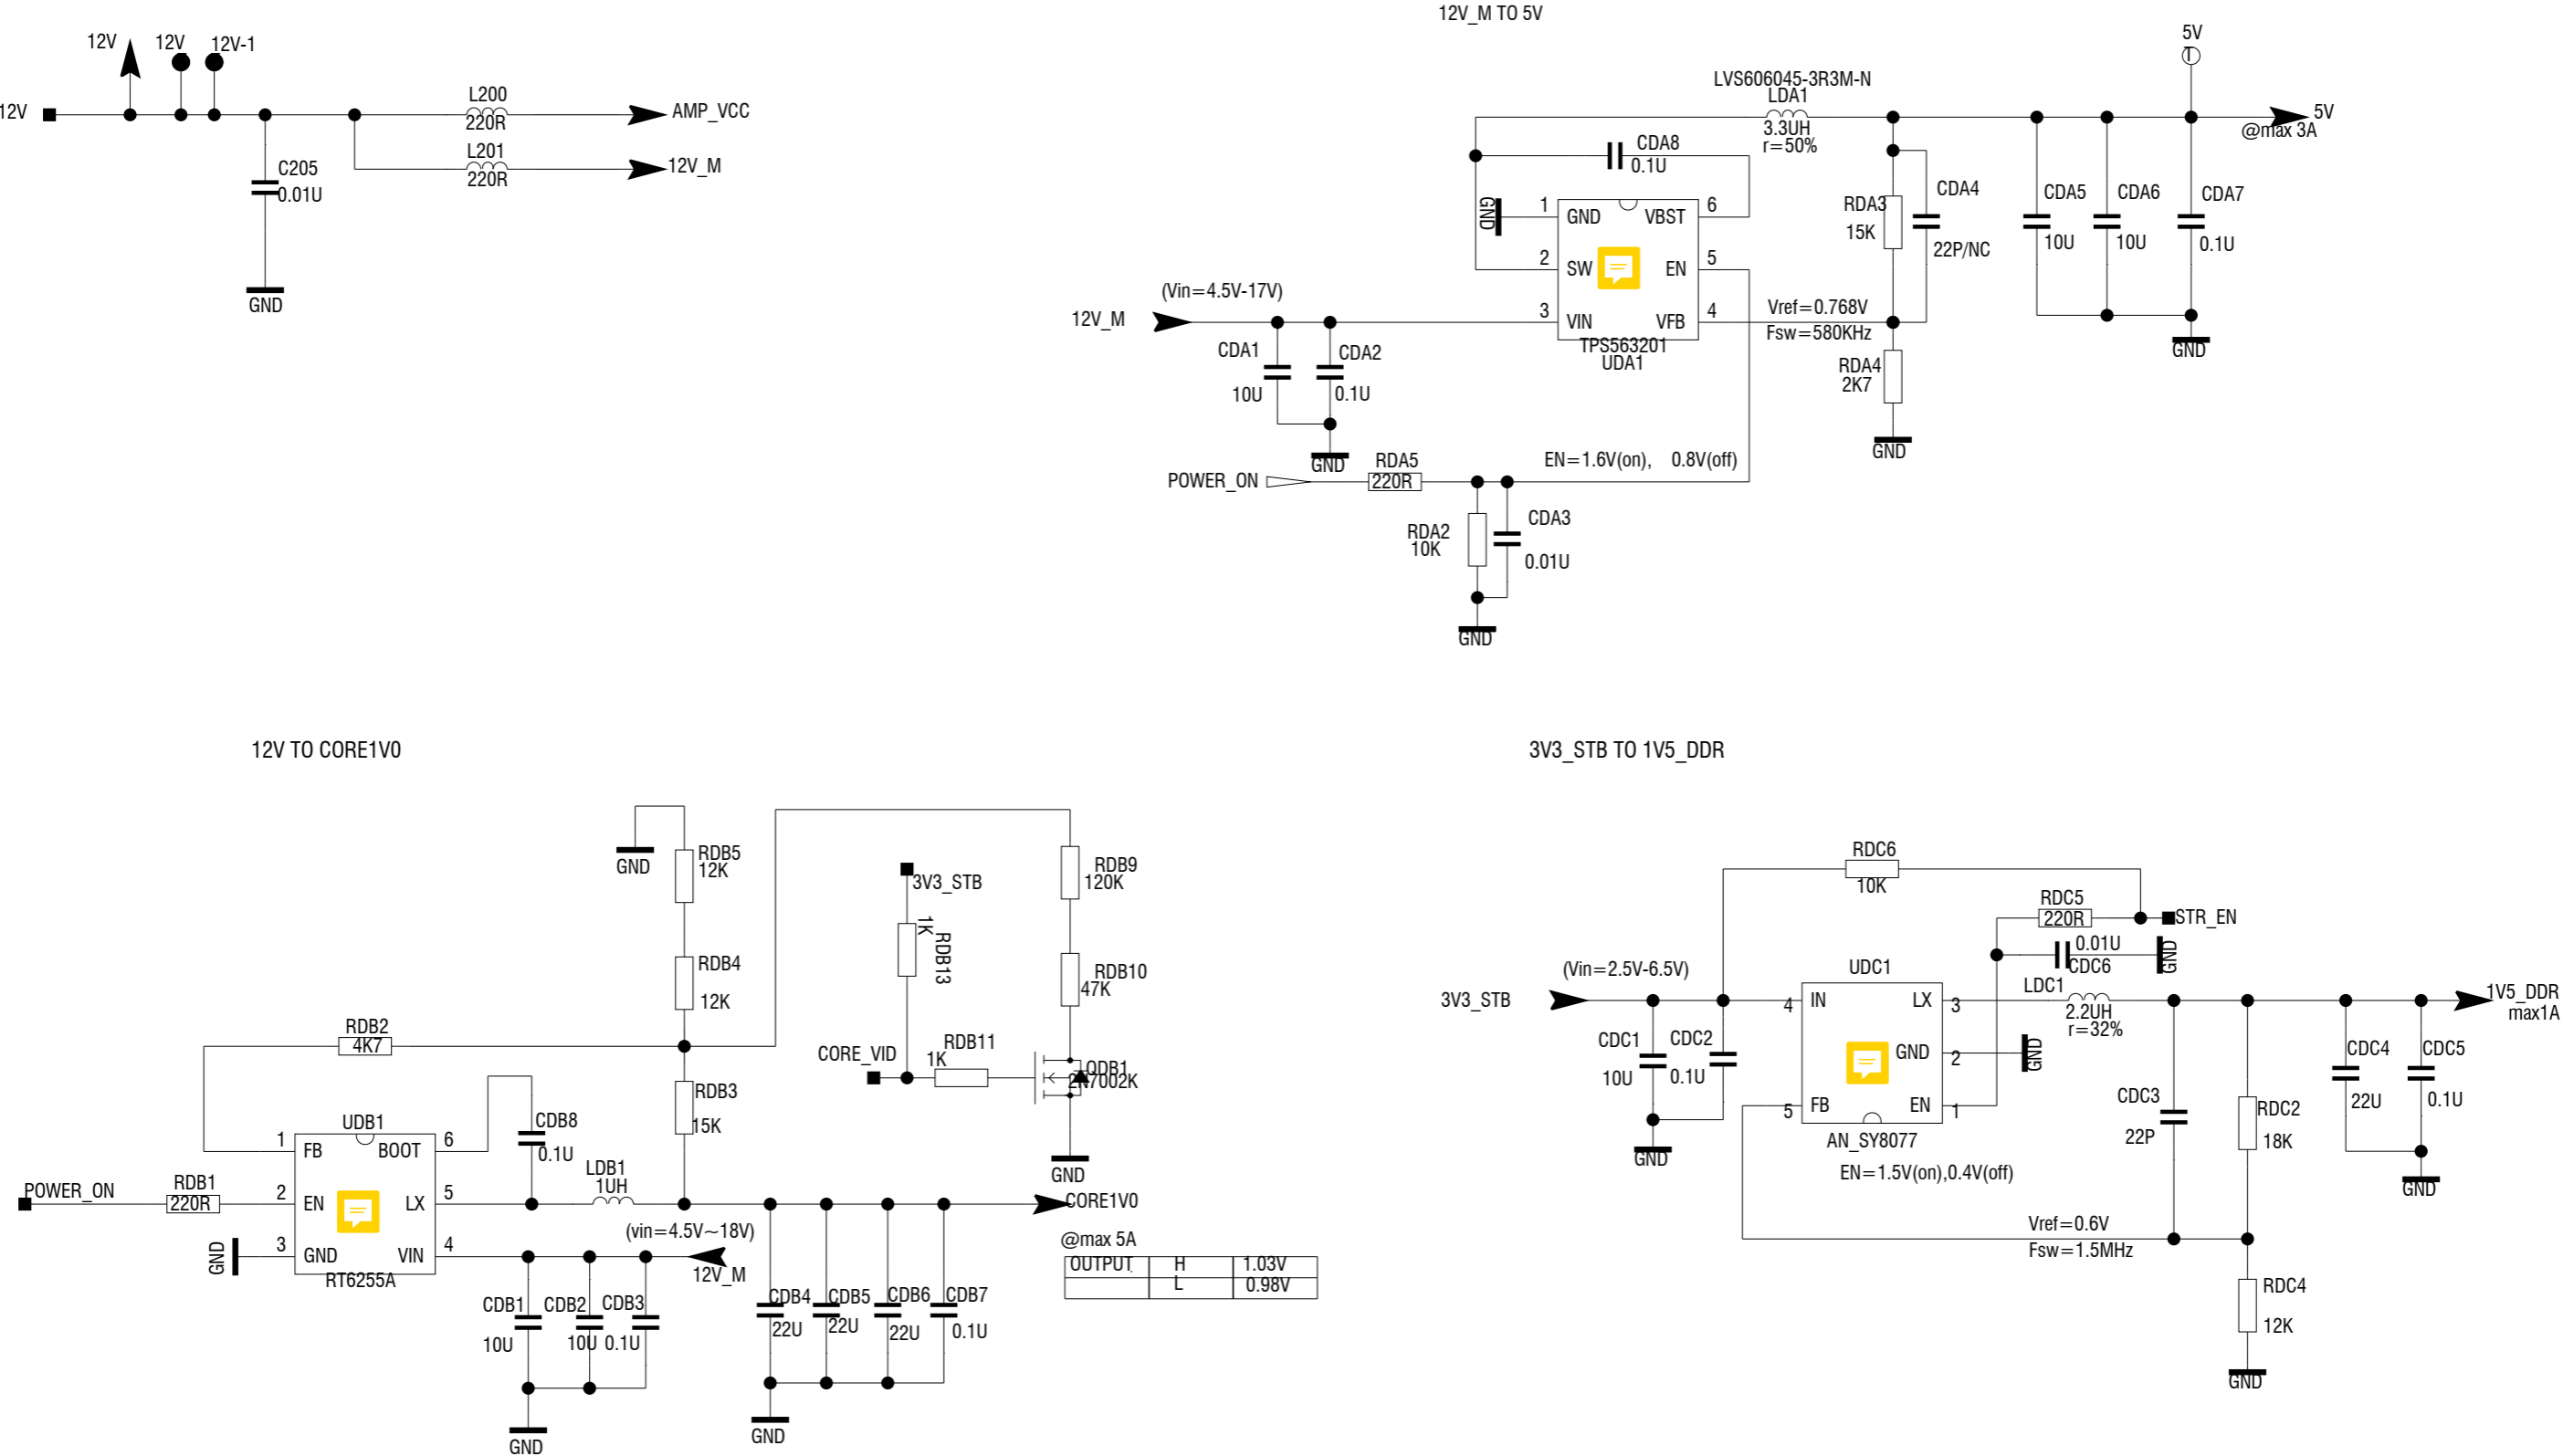 12V_M TO 5V
12V
12V
12V-1
12V
L200
220R
AMP_VCC
L201
220R
12V_M
C205
0.01U
GND
5V
T
LVS606045-3R3M-N
LDA1
3.3UH
r=50%
5V
@max 3A
CDA8
0.1U
GND
1
GND
VBST
6
2
SW
EN
5
3
VIN
VFB
4
TPS563201
UDA1
RDA3
15K
CDA4
22P/NC
CDA5
10U
CDA6
10U
CDA7
0.1U
GND
(Vin=4.5V-17V)
12V_M
Vref=0.768V
Fsw=580KHz
CDA1
10U
CDA2
0.1U
GND
RDA4
2K7
GND
POWER_ON
RDA5
220R
EN=1.6V(on), 0.8V(off)
RDA2
10K
CDA3
0.01U
GND
12V TO CORE1V0
GND
RDB5
12K
RDB4
12K
3V3_STB
1K
RDB13
RDB9
120K
RDB10
47K
RDB2
4K7
CORE_VID
RDB11
1K
QDB1
2N7002K
GND
RDB3
15K
UDB1
1
FB
BOOT
6
CDB8
0.1U
POWER_ON
RDB1
220R
2
EN
LX
5
LDB1
1UH
CORE1V0
GND
3
GND
VIN
4
RT6255A
(vin=4.5V~18V)
12V_M
@max 5A
OUTPUT H 1.03V
L 0.98V
CDB1
10U
CDB2
10U
CDB3
0.1U
GND
CDB4
22U
CDB5
22U
CDB6
22U
CDB7
0.1U
GND
3V3_STB TO 1V5_DDR
RDC6
10K
RDC5
220R
STR_EN
0.01U
CDC6
GND
(Vin=2.5V-6.5V)
3V3_STB
UDC1
4
IN
LX
3
GND
2
GND
5
FB
EN
1
AN_SY8077
EN=1.5V(on),0.4V(off)
LDC1
2.2UH
r=32%
1V5_DDR
max1A
CDC1
10U
CDC2
0.1U
GND
CDC3
22P
RDC2
18K
CDC4
22U
CDC5
0.1U
GND
Vref=0.6V
Fsw=1.5MHz
RDC4
12K
GND